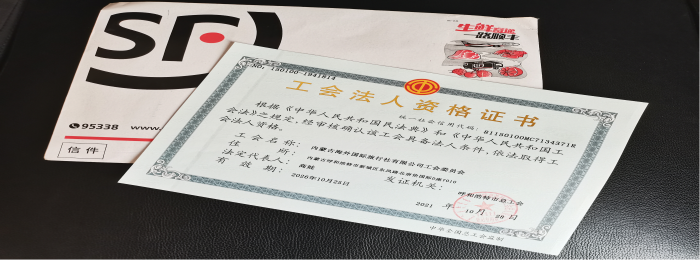 SF
95338
www.
信件
NO: 150100-1941614
工会法人资格证书
统一社会信用代码: 81150100MC7134371R
根据《中华人民共和国民法典》和《中华人民共和国工
会法》之规定，经审核确认该工会具备法人条件，依法取得工
会法人资格。
工会名称: 内蒙古海外国际旅行社有限公司工会委员会
住所:
法定代表人:
有效期: 2026年10月25日
发证机关: 呼和浩特市总工会
2021 年 10 月 26日
中华全国总工会监制